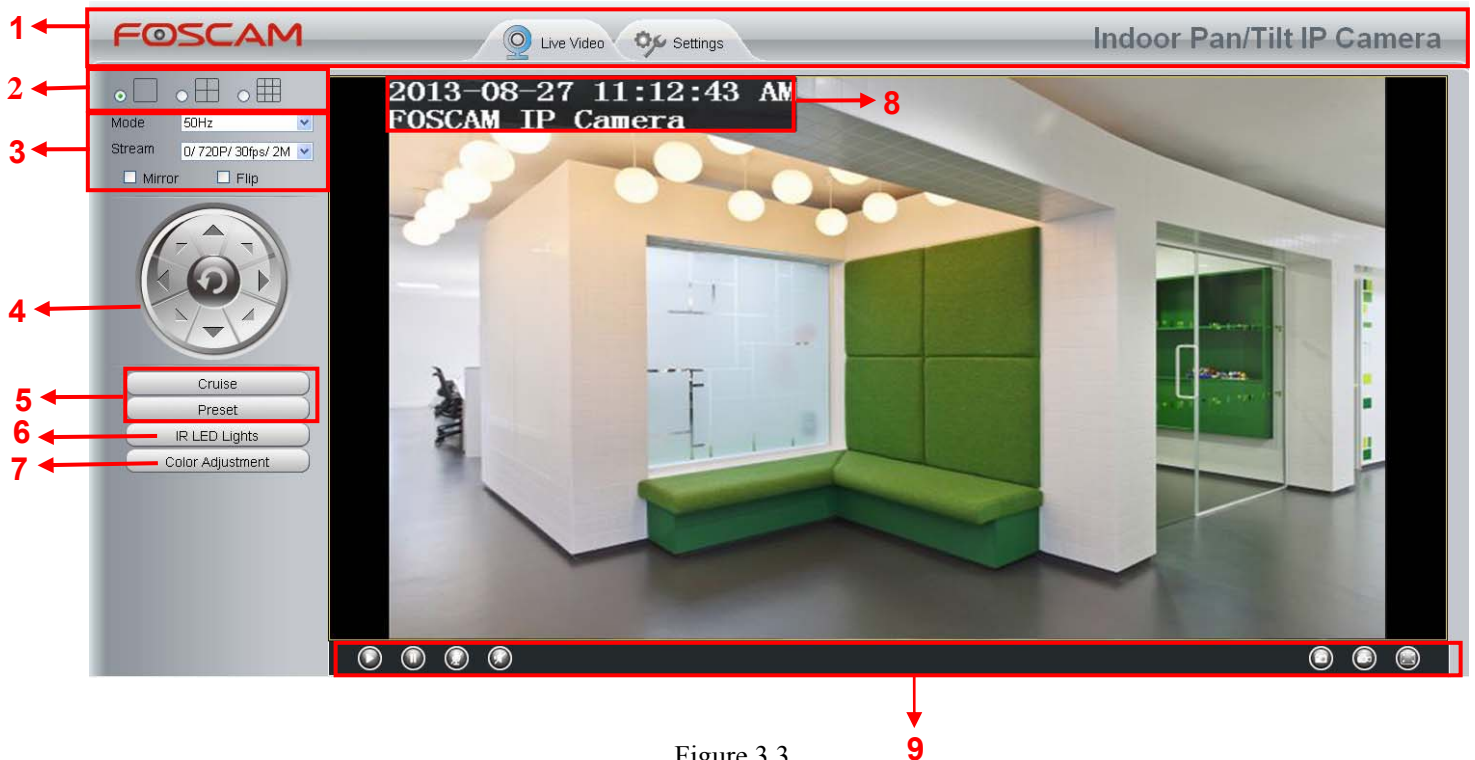 1
FOSCAM
Live Video
Settings
Indoor Pan/Tilt IP Camera
2
3
Mode
50Hz
Stream
0/ 720P/ 30fps/ 2M
Mirror
Flip
2013-08-27 11:12:43 AM
FOSCAM IP Camera
8
4
5
Cruise
Preset
6
IR LED Lights
7
Color Adjustment
9
Figure 3.3